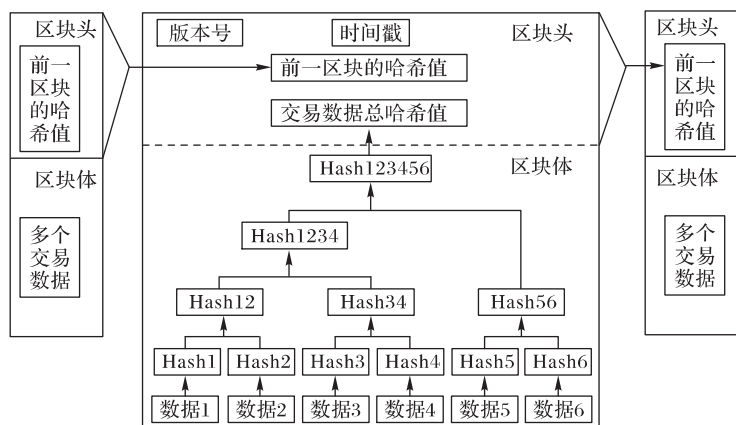 区块头
前一
区块
的哈
希值
区块体
多个
交易
数据
版本号
时间戳
区块头
前一区块的哈希值
交易数据总哈希值
区块体
Hash123456
Hash1234
Hash12
Hash34
Hash56
Hash1
Hash2
Hash3
Hash4
Hash5
Hash6
数据1
数据2
数据3
数据4
数据5
数据6
区块头
前一
区块
的哈
希值
区块体
多个
交易
数据